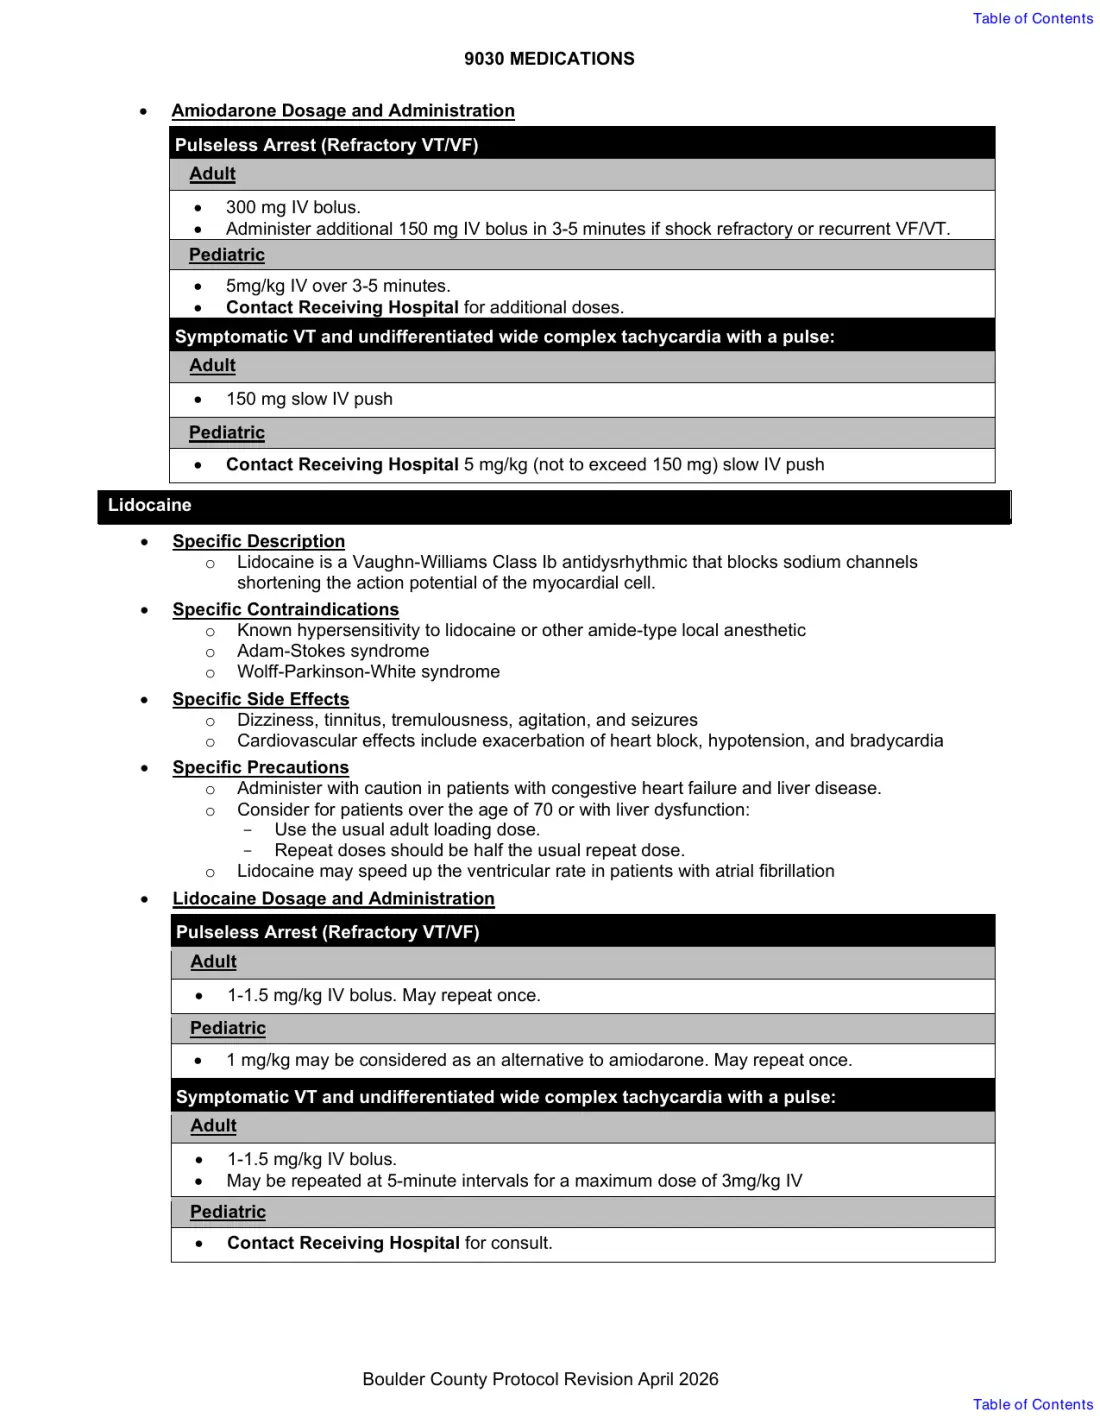 Table of Contents
9030 MEDICATIONS
• Amiodarone Dosage and Administration
Pulseless Arrest (Refractory VT/VF)
Adult
• 300 mg IV bolus.
• Administer additional 150 mg IV bolus in 3-5 minutes if shock refractory or recurrent VF/VT.
Pediatric
• 5mg/kg IV over 3-5 minutes.
• Contact Receiving Hospital for additional doses.
Symptomatic VT and undifferentiated wide complex tachycardia with a pulse:
Adult
• 150 mg slow IV push
Pediatric
• Contact Receiving Hospital 5 mg/kg (not to exceed 150 mg) slow IV push
Lidocaine
• Specific Description
o Lidocaine is a Vaughn-Williams Class Ib antidysrhythmic that blocks sodium channels
shortening the action potential of the myocardial cell.
• Specific Contraindications
o Known hypersensitivity to lidocaine or other amide-type local anesthetic
o Adam-Stokes syndrome
o Wolff-Parkinson-White syndrome
• Specific Side Effects
o Dizziness, tinnitus, tremulousness, agitation, and seizures
o Cardiovascular effects include exacerbation of heart block, hypotension, and bradycardia
• Specific Precautions
o Administer with caution in patients with congestive heart failure and liver disease.
o Consider for patients over the age of 70 or with liver dysfunction:
− Use the usual adult loading dose.
− Repeat doses should be half the usual repeat dose.
o Lidocaine may speed up the ventricular rate in patients with atrial fibrillation
• Lidocaine Dosage and Administration
Pulseless Arrest (Refractory VT/VF)
Adult
• 1-1.5 mg/kg IV bolus. May repeat once.
Pediatric
• 1 mg/kg may be considered as an alternative to amiodarone. May repeat once.
Symptomatic VT and undifferentiated wide complex tachycardia with a pulse:
Adult
• 1-1.5 mg/kg IV bolus.
• May be repeated at 5-minute intervals for a maximum dose of 3mg/kg IV
Pediatric
• Contact Receiving Hospital for consult.
Boulder County Protocol Revision April 2026
Table of Contents